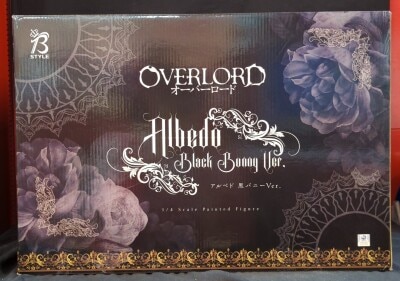 B
STYLE
OVERLORD
オーバーロード
Albedo
Black Bunny Ver.
アルベド 黒バニーVer.
1/4 Scale Painted Figure